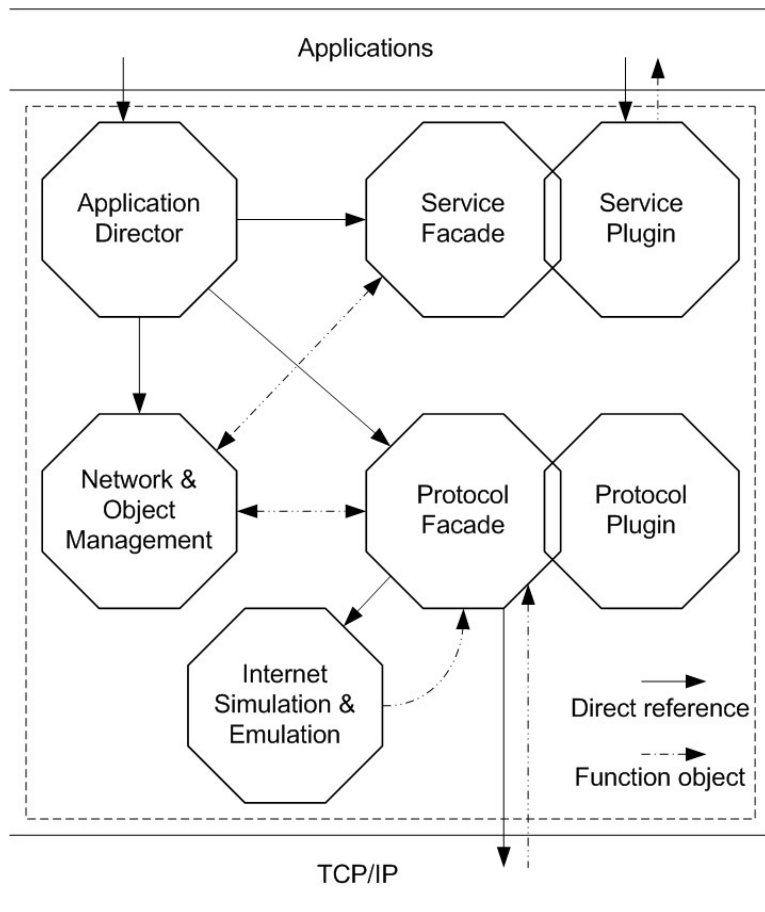 Applications
Application
Director
Service
Facade
Service
Plugin
Network &
Object
Management
Protocol
Facade
Protocol
Plugin
Internet
Simulation &
Emulation
Direct reference
Function object
TCP/IP